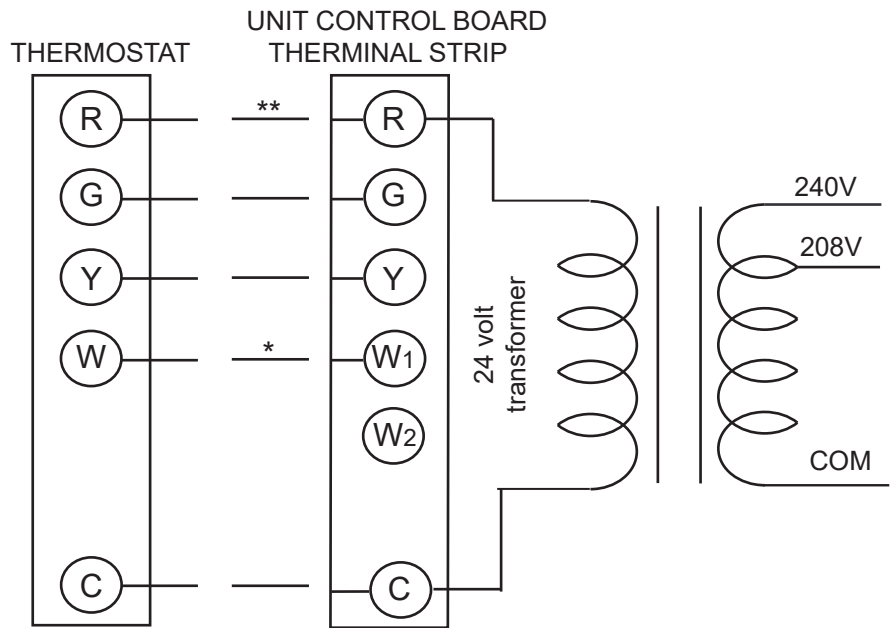 UNIT CONTROL BOARD
THERMOSTAT THERMINAL STRIP
R ** R
G G
240V
208V
Y Y
24 volt
transformer
W * W1
W2
COM
C C